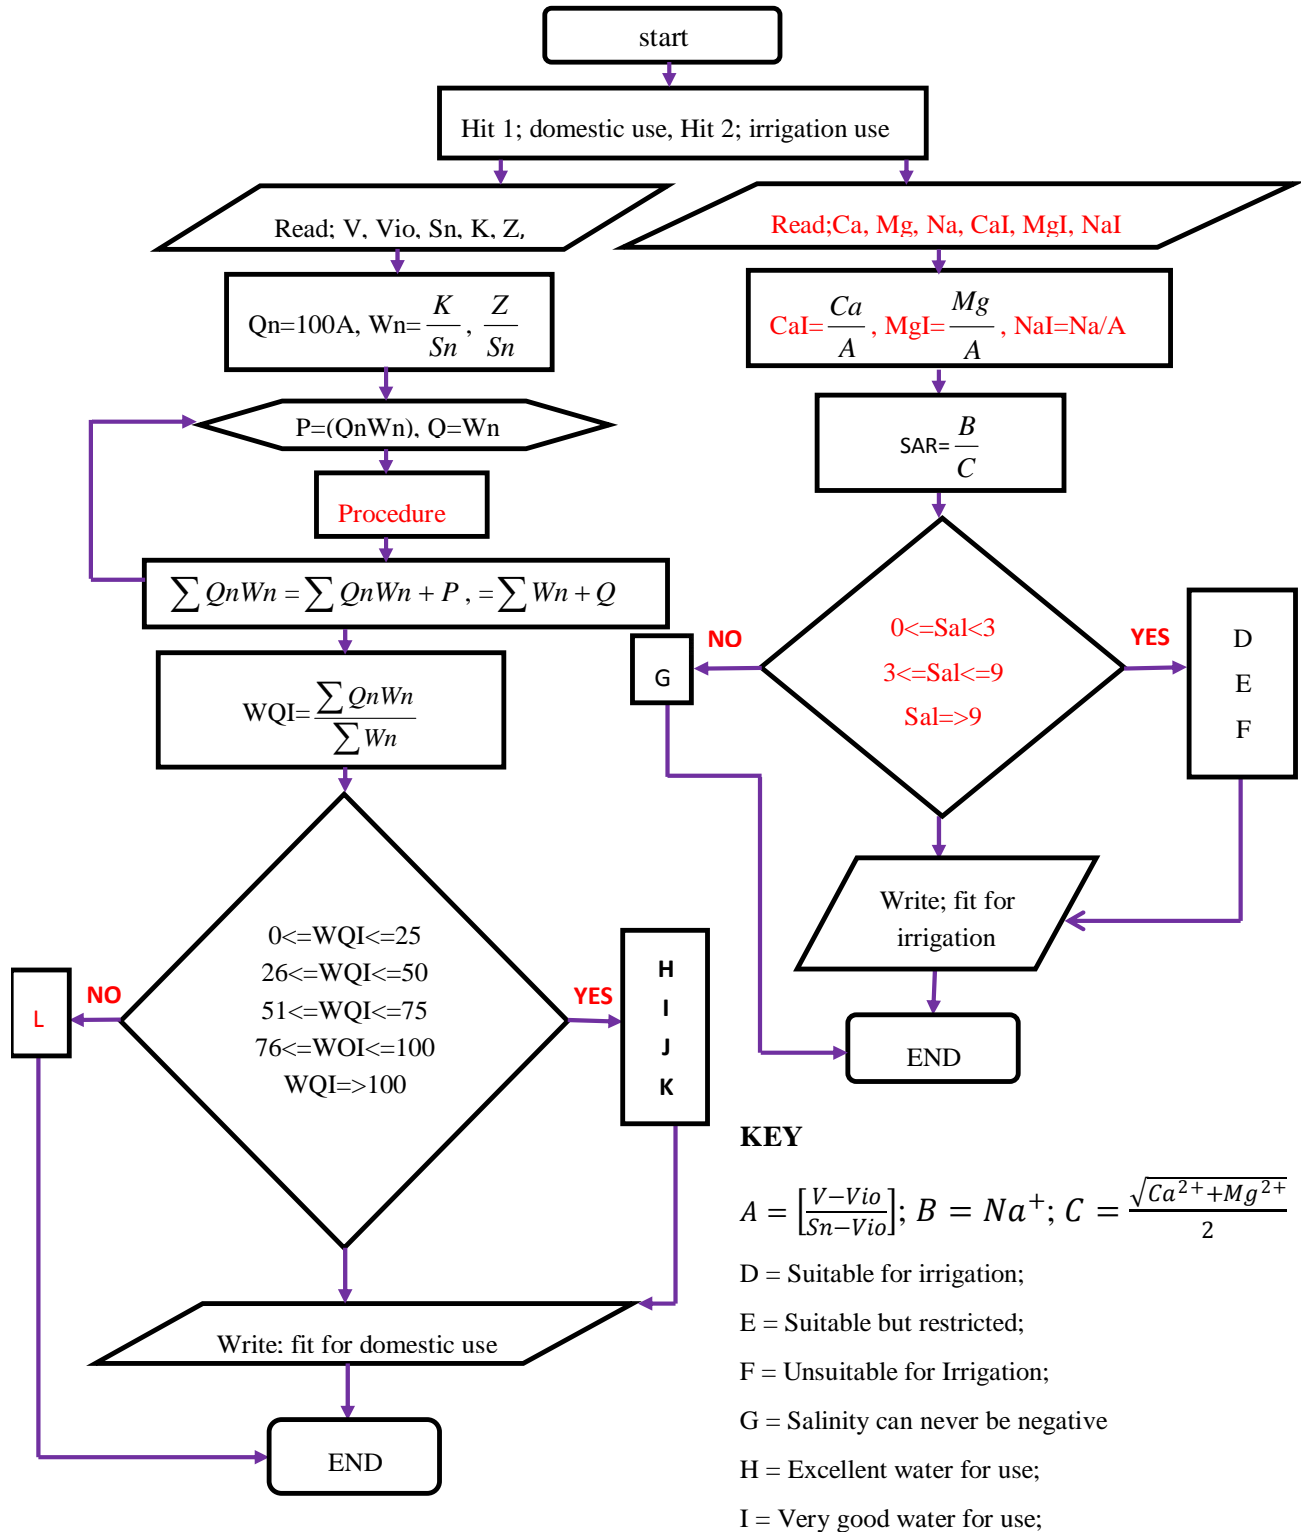 start
Hit 1; domestic use, Hit 2; irrigation use
Read; V, Vio, Sn, K, Z,
Qn=100A, Wn= K/Sn , Z/Sn
P=(QnWn), Q=Wn
Procedure
∑ QnWn = ∑ QnWn + P , = ∑ Wn + Q
WQI= ∑ QnWn / ∑ Wn
0<=WQI<=25
26<=WQI<=50
51<=WQI<=75
76<=WQI<=100
WQI=>100
NO
L
YES
H
I
J
K
Write; fit for domestic use
END
Read;Ca, Mg, Na, CaI, MgI, NaI
CaI= Ca/A , MgI= Mg/A , NaI=Na/A
SAR= B/C
0<=Sal<3
3<=Sal<=9
Sal=>9
NO
G
YES
D
E
F
Write; fit for
irrigation
END
KEY
A = [V−Vio / Sn−Vio]; B = Na⁺; C = √(Ca²⁺+Mg²⁺) / 2
D = Suitable for irrigation;
E = Suitable but restricted;
F = Unsuitable for Irrigation;
G = Salinity can never be negative
H = Excellent water for use;
I = Very good water for use;